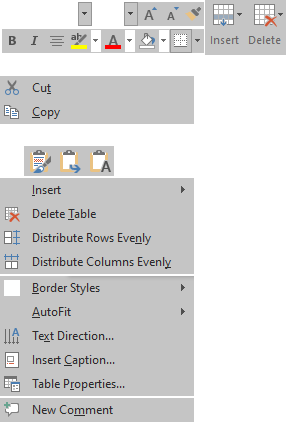 A A
Insert Delete
B I ab A
Cut
Copy
A
Insert
Delete Table
Distribute Rows Evenly
Distribute Columns Evenly
Border Styles
AutoFit
Text Direction...
Insert Caption...
Table Properties...
New Comment